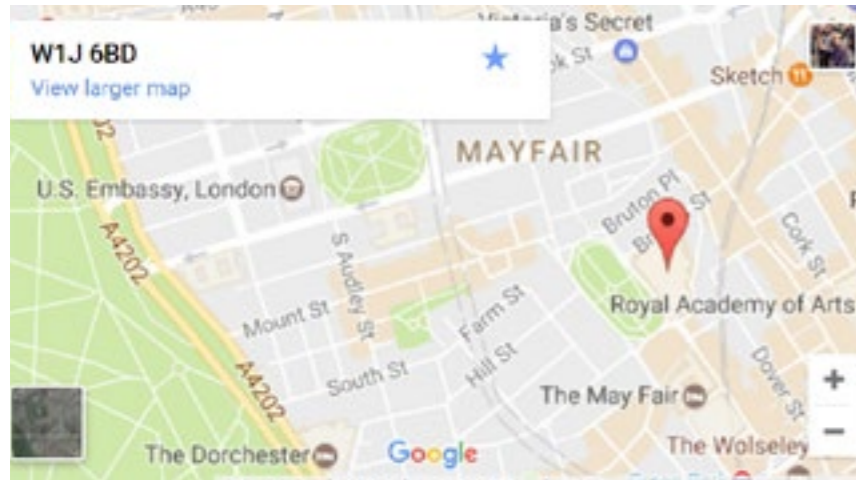 W1J 6BD
View larger map
Victoria's Secret
Sketch
MAYFAIR
U.S. Embassy, London
A4202
Bruton Pl
S Audley St
Cork St
Royal Academy of Arts
Mount St
Farm St
Hill St
South St
A4202
Dover St
The May Fair
The Dorchester
Google
The Wolseley
+
−